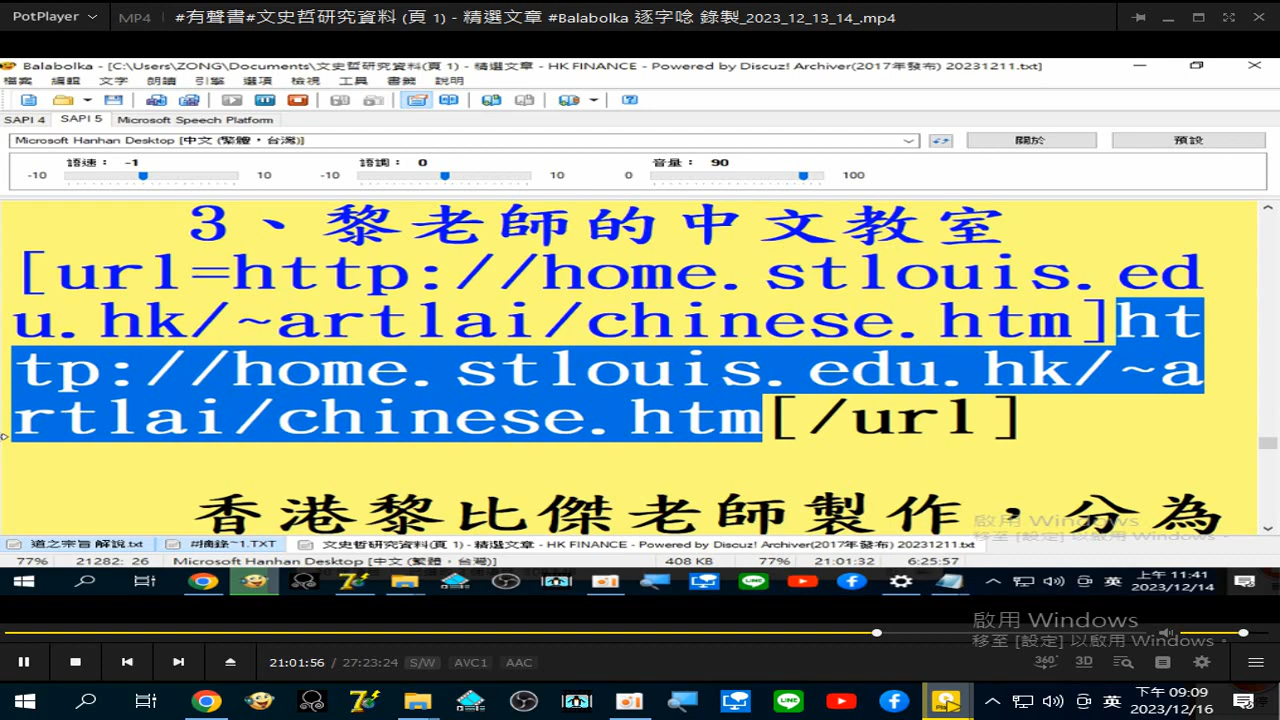 PotPlayer MP4 #有聲書#文史哲研究資料 (頁 1) - 精選文章 #Balabolka 逐字唸 錄製_2023_12_13_14_.mp4
Balabolka - [C:\Users\ZONG\Documents\文史哲研究資料(頁 1) - 精選文章 - HK FINANCE - Powered by Discuz! Archiver(2017年發布) 20231211.txt]
檔案 編輯 文字 朗讀 引擎 選項 檢視 工具 書籤 說明
SAPI 4 SAPI 5 Microsoft Speech Platform
Microsoft Hanhan Desktop [中文 (繁體，台灣)] 關於 預設
語速： -1 語調： 0 音量： 90
-10 10 -10 10 0 100
3、黎老師的中文教室
[url=http://home.stlouis.ed
u.hk/~artlai/chinese.htm]ht
tp://home.stlouis.edu.hk/~a
rtlai/chinese.htm[/url]
香港黎比傑老師製作，分為
啟用 Windows
移至 [設定] 以啟用 Windows。
道之宗旨 解說.txt #摘錄~1.TXT 文史哲研究資料(頁 1) - 精選文章 - HK FINANCE - Powered by Discuz! Archiver(2017年發布) 20231211.txt
77% 21282: 26 Microsoft Hanhan Desktop [中文 (繁體，台灣)] 408 KB 77% 21:01:32 6:25:57
英 上午 11:41
2023/12/14
啟用 Windows
移至 [設定] 以啟用 Windows。
21:01:56 / 27:23:24 S/W AVC1 AAC 360° 3D
英 下午 09:09
2023/12/16